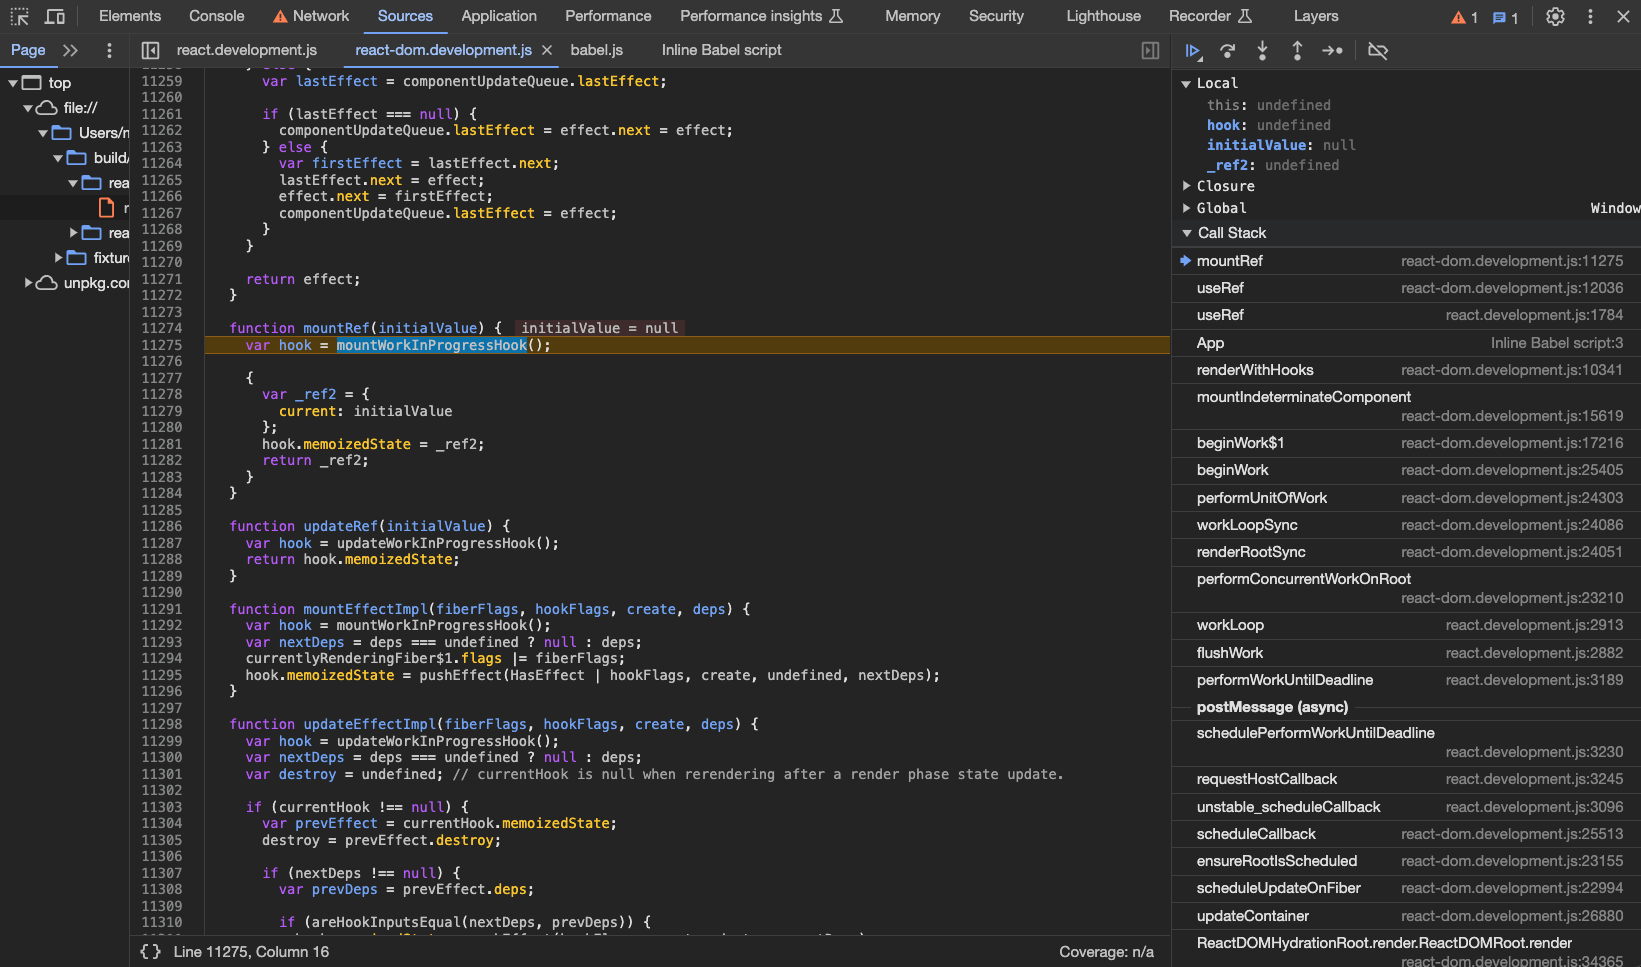 Elements Console Network Sources Application Performance Performance insights Memory Security Lighthouse Recorder Layers 1 1
Page react.development.js react-dom.development.js babel.js Inline Babel script
top
file://
Users/
build/
rea
rea
fixture
unpkg.co
11259 var lastEffect = componentUpdateQueue.lastEffect;
11260
11261 if (lastEffect === null) {
11262 componentUpdateQueue.lastEffect = effect.next = effect;
11263 } else {
11264 var firstEffect = lastEffect.next;
11265 lastEffect.next = effect;
11266 effect.next = firstEffect;
11267 componentUpdateQueue.lastEffect = effect;
11268 }
11269 }
11270
11271 return effect;
11272 }
11273
11274 function mountRef(initialValue) { initialValue = null
11275 var hook = mountWorkInProgressHook();
11276
11277 {
11278 var _ref2 = {
11279 current: initialValue
11280 };
11281 hook.memoizedState = _ref2;
11282 return _ref2;
11283 }
11284 }
11285
11286 function updateRef(initialValue) {
11287 var hook = updateWorkInProgressHook();
11288 return hook.memoizedState;
11289 }
11290
11291 function mountEffectImpl(fiberFlags, hookFlags, create, deps) {
11292 var hook = mountWorkInProgressHook();
11293 var nextDeps = deps === undefined ? null : deps;
11294 currentlyRenderingFiber$1.flags |= fiberFlags;
11295 hook.memoizedState = pushEffect(HasEffect | hookFlags, create, undefined, nextDeps);
11296 }
11297
11298 function updateEffectImpl(fiberFlags, hookFlags, create, deps) {
11299 var hook = updateWorkInProgressHook();
11300 var nextDeps = deps === undefined ? null : deps;
11301 var destroy = undefined; // currentHook is null when rerendering after a render phase state update.
11302
11303 if (currentHook !== null) {
11304 var prevEffect = currentHook.memoizedState;
11305 destroy = prevEffect.destroy;
11306
11307 if (nextDeps !== null) {
11308 var prevDeps = prevEffect.deps;
11309
11310 if (areHookInputsEqual(nextDeps, prevDeps)) {
{} Line 11275, Column 16 Coverage: n/a
Local
this: undefined
hook: undefined
initialValue: null
_ref2: undefined
Closure
Global Window
Call Stack
mountRef react-dom.development.js:11275
useRef react-dom.development.js:12036
useRef react.development.js:1784
App Inline Babel script:3
renderWithHooks react-dom.development.js:10341
mountIndeterminateComponent
react-dom.development.js:15619
beginWork$1 react-dom.development.js:17216
beginWork react-dom.development.js:25405
performUnitOfWork react-dom.development.js:24303
workLoopSync react-dom.development.js:24086
renderRootSync react-dom.development.js:24051
performConcurrentWorkOnRoot
react-dom.development.js:23210
workLoop react.development.js:2913
flushWork react.development.js:2882
performWorkUntilDeadline react.development.js:3189
postMessage (async)
schedulePerformWorkUntilDeadline
react.development.js:3230
requestHostCallback react.development.js:3245
unstable_scheduleCallback react.development.js:3096
scheduleCallback react-dom.development.js:25513
ensureRootIsScheduled react-dom.development.js:23155
scheduleUpdateOnFiber react-dom.development.js:22994
updateContainer react-dom.development.js:26880
ReactDOMHydrationRoot.render.ReactDOMRoot.render
react-dom.development.js:34365